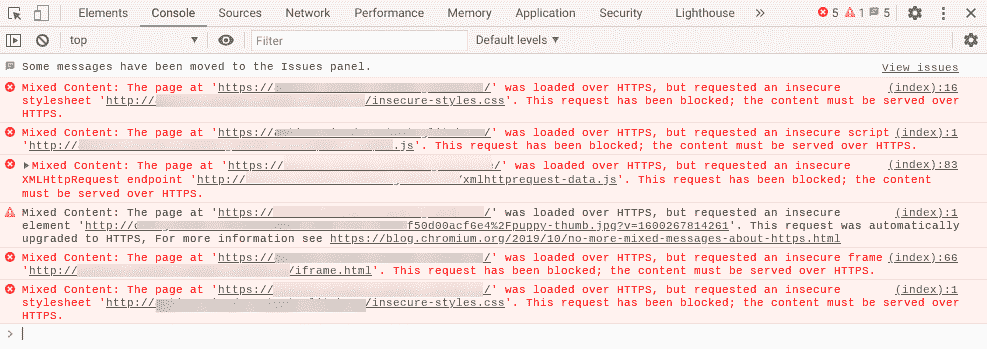 Elements Console Sources Network Performance Memory Application Security Lighthouse » 5 1 5
top ▼ Filter Default levels ▼
Some messages have been moved to the Issues panel. View issues
Mixed Content: The page at 'https:// /' was loaded over HTTPS, but requested an insecure (index):16
stylesheet 'http:// /insecure-styles.css'. This request has been blocked; the content must be served over
HTTPS.
Mixed Content: The page at 'https:// /' was loaded over HTTPS, but requested an insecure script (index):1
'http:// .js'. This request has been blocked; the content must be served over HTTPS.
▶Mixed Content: The page at 'https:// /' was loaded over HTTPS, but requested an insecure (index):83
XMLHttpRequest endpoint 'http:// /xmlhttprequest-data.js'. This request has been blocked; the content
must be served over HTTPS.
Mixed Content: The page at 'https:// /' was loaded over HTTPS, but requested an insecure (index):1
element 'http:// f50d00acf6e4%2Fpuppy-thumb.jpg?v=1600267814261'. This request was automatically
upgraded to HTTPS, For more information see https://blog.chromium.org/2019/10/no-more-mixed-messages-about-https.html
Mixed Content: The page at 'https:// /' was loaded over HTTPS, but requested an insecure frame (index):66
'http:// /iframe.html'. This request has been blocked; the content must be served over HTTPS.
Mixed Content: The page at 'https:// /' was loaded over HTTPS, but requested an insecure (index):1
stylesheet 'http:// /insecure-styles.css'. This request has been blocked; the content must be served over
HTTPS.
>